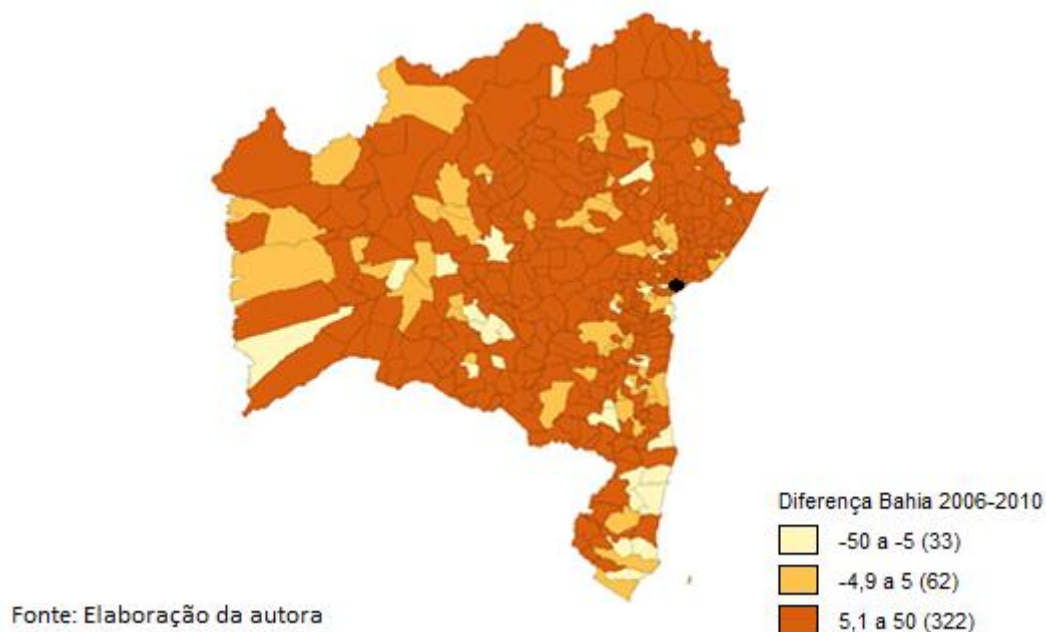 Diferença Bahia 2006-2010
-50 a -5 (33)
-4,9 a 5 (62)
5,1 a 50 (322)
Fonte: Elaboração da autora